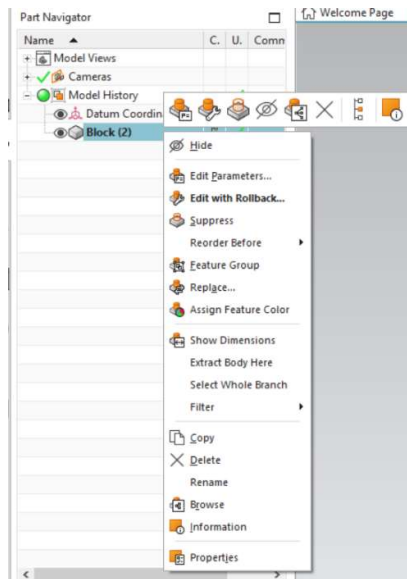 Part Navigator
Welcome Page
Name C. U. Comn
Model Views
Cameras
Model History
Datum Coordin
Block (2)
Hide
Edit Parameters...
Edit with Rollback...
Suppress
Reorder Before
Feature Group
Replace...
Assign Feature Color
Show Dimensions
Extract Body Here
Select Whole Branch
Filter
Copy
Delete
Rename
Browse
Information
Properties